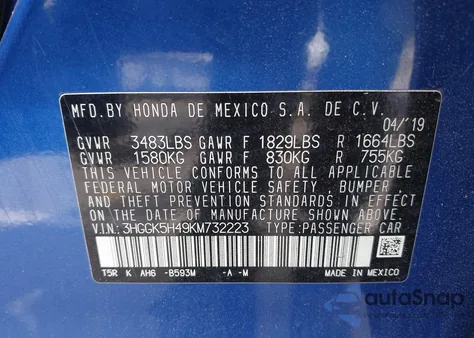 MFD.BY HONDA DE MEXICO S.A. DE C.V.
04/'19
GVWR 3483LBS GAWR F 1829LBS R 1664LBS
GVWR 1580KG GAWR F 830KG R 755KG
THIS VEHICLE CONFORMS TO ALL APPLICABLE
FEDERAL MOTOR VEHICLE SAFETY, BUMPER,
AND THEFT PREVENTION STANDARDS IN EFFECT
ON THE DATE OF MANUFACTURE SHOWN ABOVE.
V.I.N: 3HGGK5H49KM732223 TYPE:PASSENGER CAR
T5R K AH6 -B593M -A -M MADE IN MEXICO
autoSnap